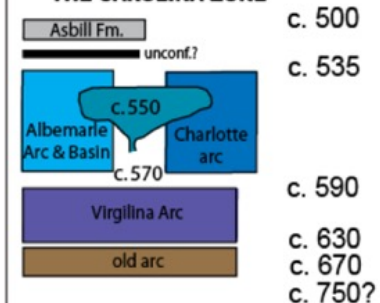 c. 500
Asbill Fm.
unconf.?
c. 535
c.550
Albemarle
Arc & Basin
Charlotte
arc
c.570
c. 590
Virgilina Arc
c. 630
old arc
c. 670
c. 750?